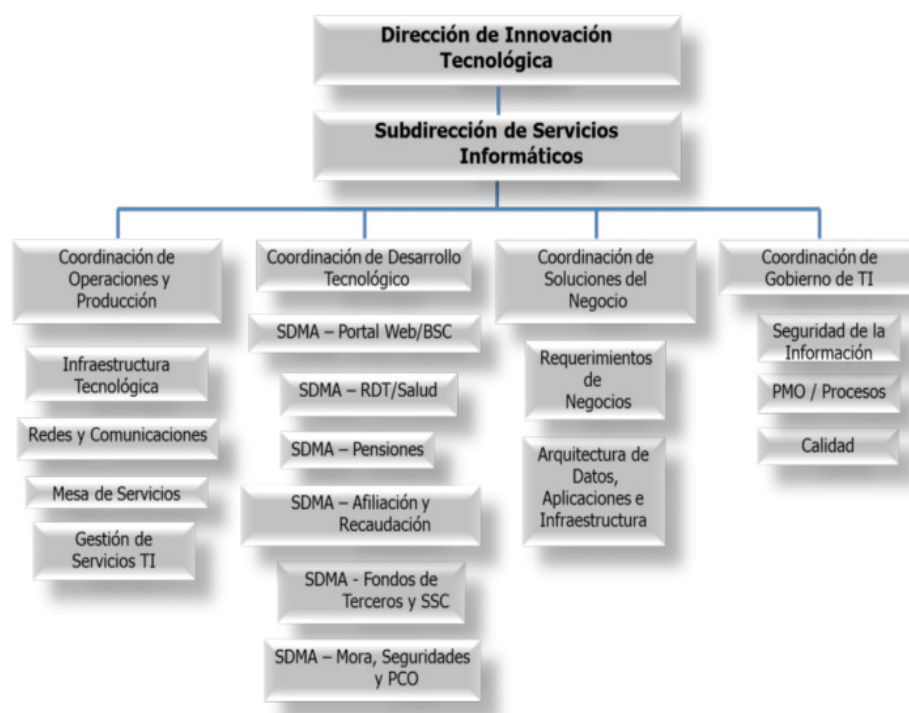 Dirección de Innovación
Tecnológica
Subdirección de Servicios
Informáticos
Coordinación de
Operaciones y
Producción
Infraestructura
Tecnológica
Redes y Comunicaciones
Mesa de Servicios
Gestión de
Servicios TI
Coordinación de Desarrollo
Tecnológico
SDMA – Portal Web/BSC
SDMA – RDT/Salud
SDMA – Pensiones
SDMA – Afiliación y
Recaudación
SDMA - Fondos de
Terceros y SSC
SDMA – Mora, Seguridades
y PCO
Coordinación de
Soluciones del
Negocio
Requerimientos
de
Negocios
Arquitectura de
Datos,
Aplicaciones e
Infraestructura
Coordinación de
Gobierno de TI
Seguridad de la
Información
PMO / Procesos
Calidad